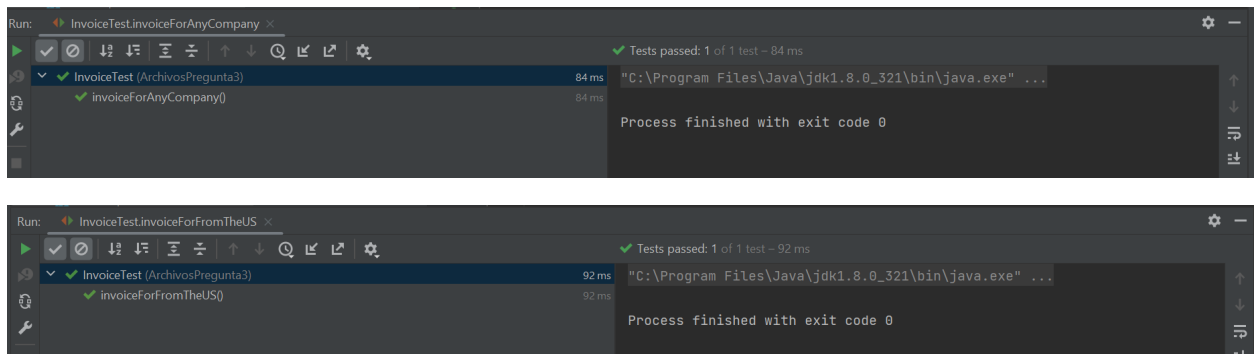 Run: InvoiceTest.invoiceForAnyCompany ×
Tests passed: 1 of 1 test – 84 ms
InvoiceTest (ArchivosPregunta3) 84 ms "C:\Program Files\Java\jdk1.8.0_321\bin\java.exe" ...
invoiceForAnyCompany() 84 ms
Process finished with exit code 0
Run: InvoiceTest.invoiceForFromTheUS ×
Tests passed: 1 of 1 test – 92 ms
InvoiceTest (ArchivosPregunta3) 92 ms "C:\Program Files\Java\jdk1.8.0_321\bin\java.exe" ...
invoiceForFromTheUS() 92 ms
Process finished with exit code 0